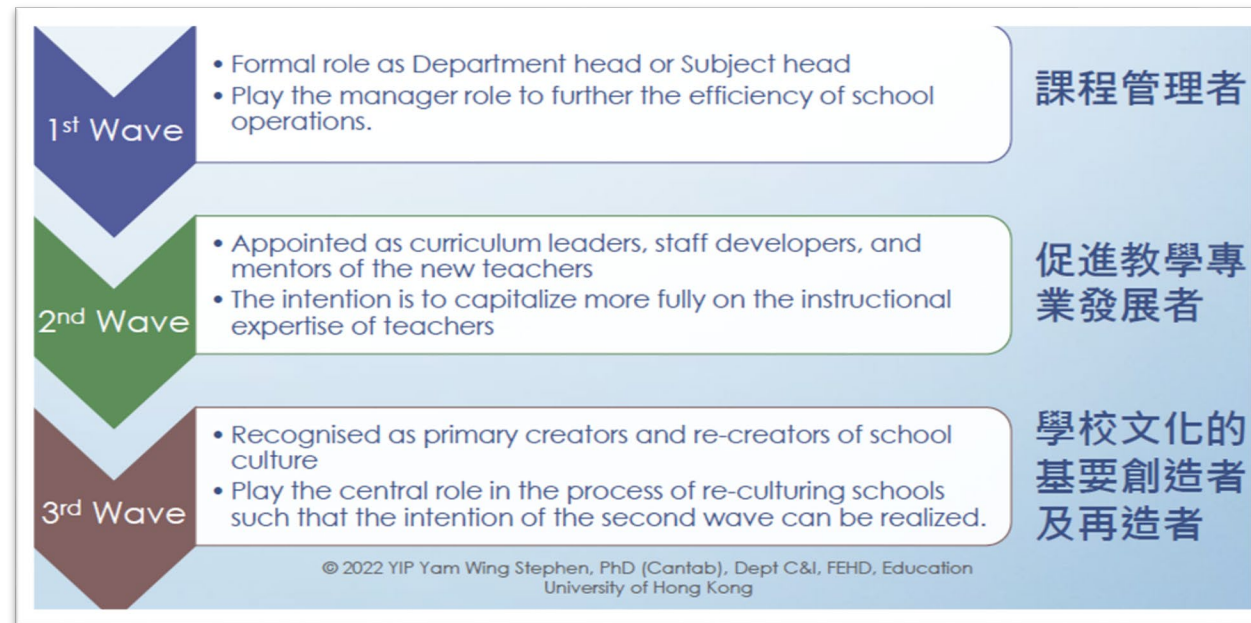 1st Wave
• Formal role as Department head or Subject head
• Play the manager role to further the efficiency of school
operations.
課程管理者
2nd Wave
• Appointed as curriculum leaders, staff developers, and
mentors of the new teachers
• The intention is to capitalize more fully on the instructional
expertise of teachers
促進教學專
業發展者
3rd Wave
• Recognised as primary creators and re-creators of school
culture
• Play the central role in the process of re-culturing schools
such that the intention of the second wave can be realized.
學校文化的
基要創造者
及再造者
© 2022 YIP Yam Wing Stephen, PhD (Cantab), Dept C&I, FEHD, Education
University of Hong Kong